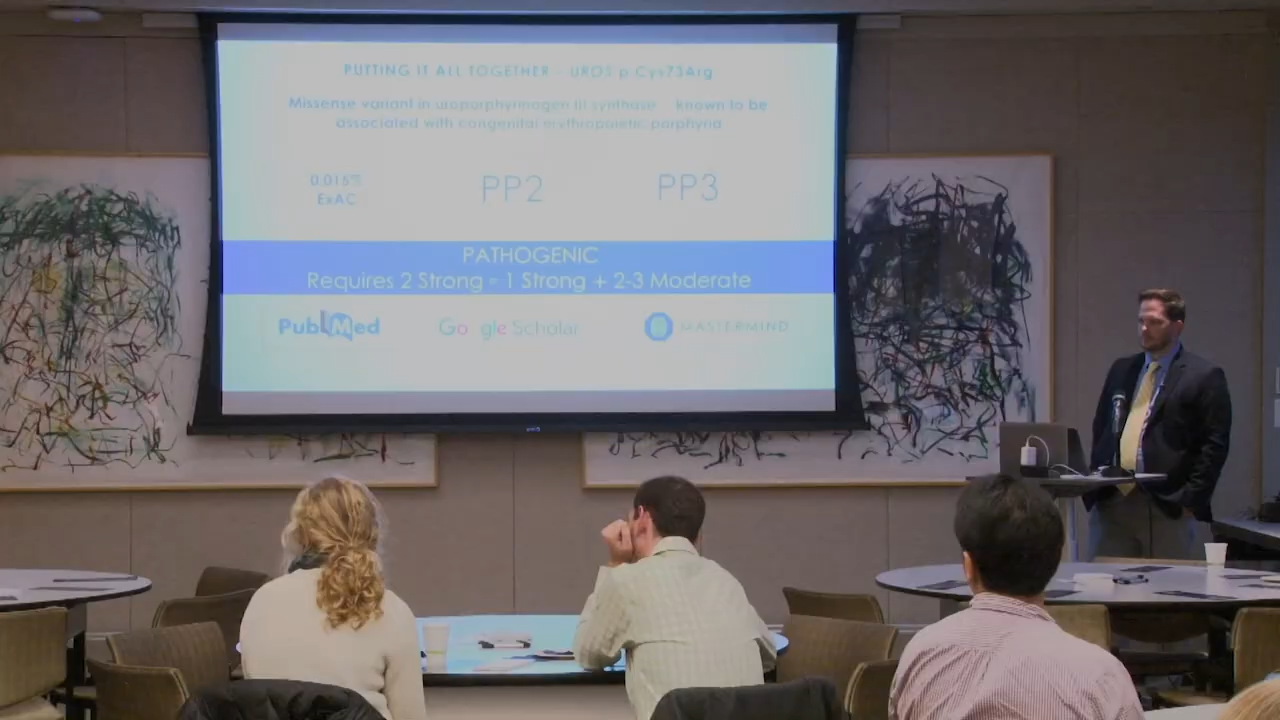 PUTTING IT ALL TOGETHER - UROS p.Cys73Arg
Missense variant in uroporphyrinogen III synthase - known to be
associated with congenital erythropoietic porphyria
0.016%
ExAC
PP2
PP3
PATHOGENIC
Requires 2 Strong = 1 Strong + 2-3 Moderate
PubMed
Google Scholar
MASTERMIND